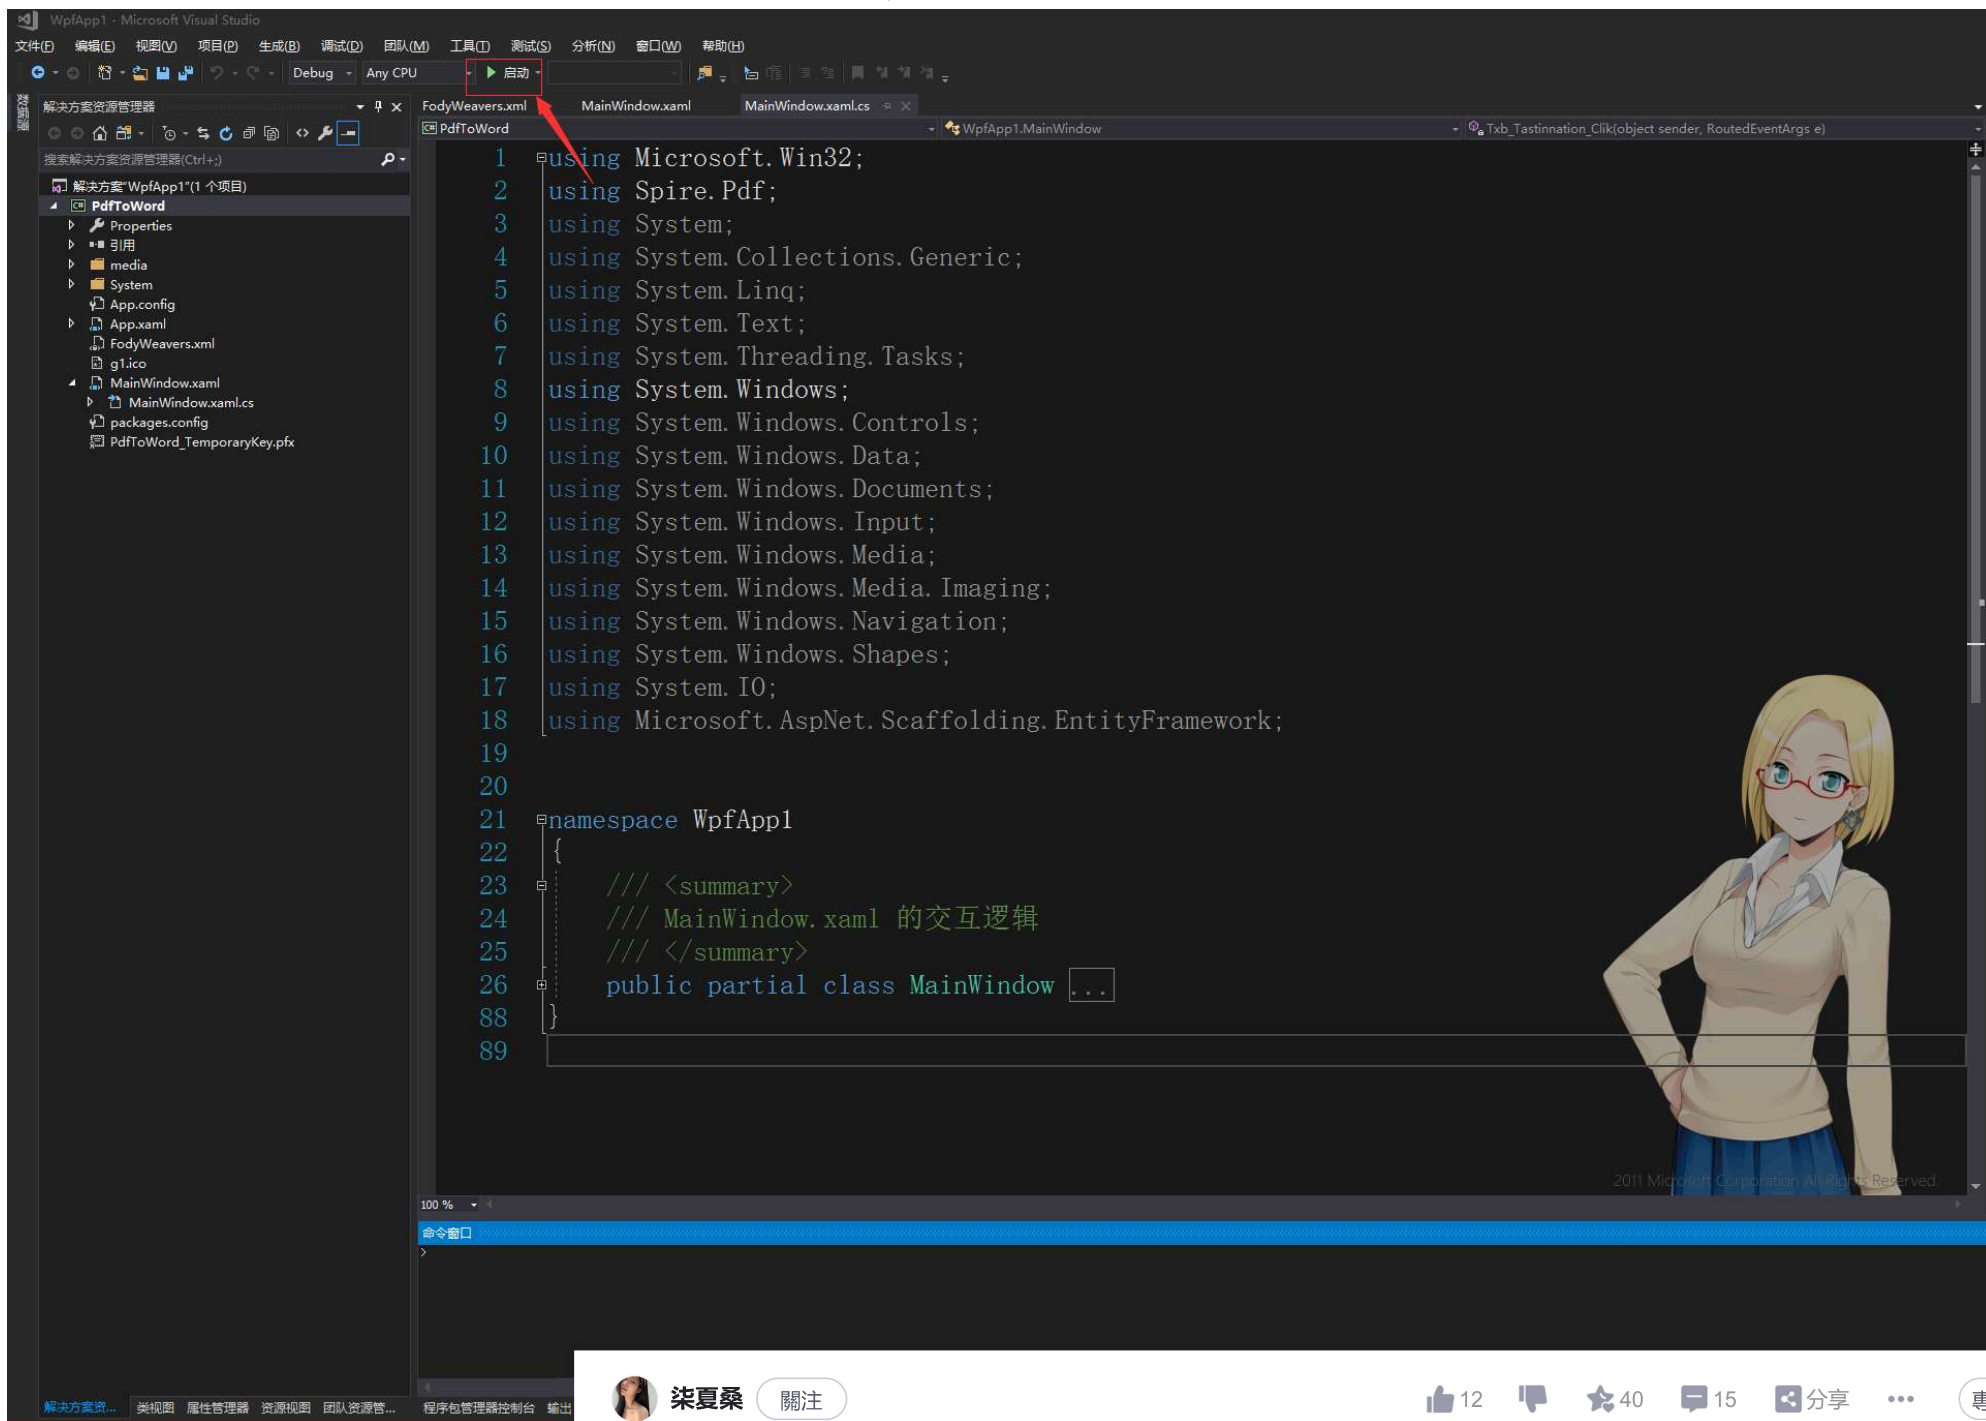 WpfApp1 - Microsoft Visual Studio
文件(F) 编辑(E) 视图(V) 项目(P) 生成(B) 调试(D) 团队(M) 工具(T) 测试(S) 分析(N) 窗口(W) 帮助(H)
Debug Any CPU 启动
数据源
解决方案资源管理器
搜索解决方案资源管理器(Ctrl+;)
解决方案"WpfApp1"(1 个项目)
PdfToWord
Properties
引用
media
System
App.config
App.xaml
FodyWeavers.xml
g1.ico
MainWindow.xaml
MainWindow.xaml.cs
packages.config
PdfToWord_TemporaryKey.pfx
FodyWeavers.xml MainWindow.xaml MainWindow.xaml.cs
PdfToWord WpfApp1.MainWindow Txb_Tastinnation_Clik(object sender, RoutedEventArgs e)
1 using Microsoft.Win32;
2 using Spire.Pdf;
3 using System;
4 using System.Collections.Generic;
5 using System.Linq;
6 using System.Text;
7 using System.Threading.Tasks;
8 using System.Windows;
9 using System.Windows.Controls;
10 using System.Windows.Data;
11 using System.Windows.Documents;
12 using System.Windows.Input;
13 using System.Windows.Media;
14 using System.Windows.Media.Imaging;
15 using System.Windows.Navigation;
16 using System.Windows.Shapes;
17 using System.IO;
18 using Microsoft.AspNet.Scaffolding.EntityFramework;
19
20
21 namespace WpfApp1
22 {
23 /// <summary>
24 /// MainWindow.xaml 的交互逻辑
25 /// </summary>
26 public partial class MainWindow ...
88 }
89
2011 Microsoft Corporation All Rights Reserved.
100 %
命令窗口
>
解决方案资... 类视图 属性管理器 资源视图 团队资源管... 程序包管理器控制台 输出
柒夏桑 關注 12 40 15 分享 ...